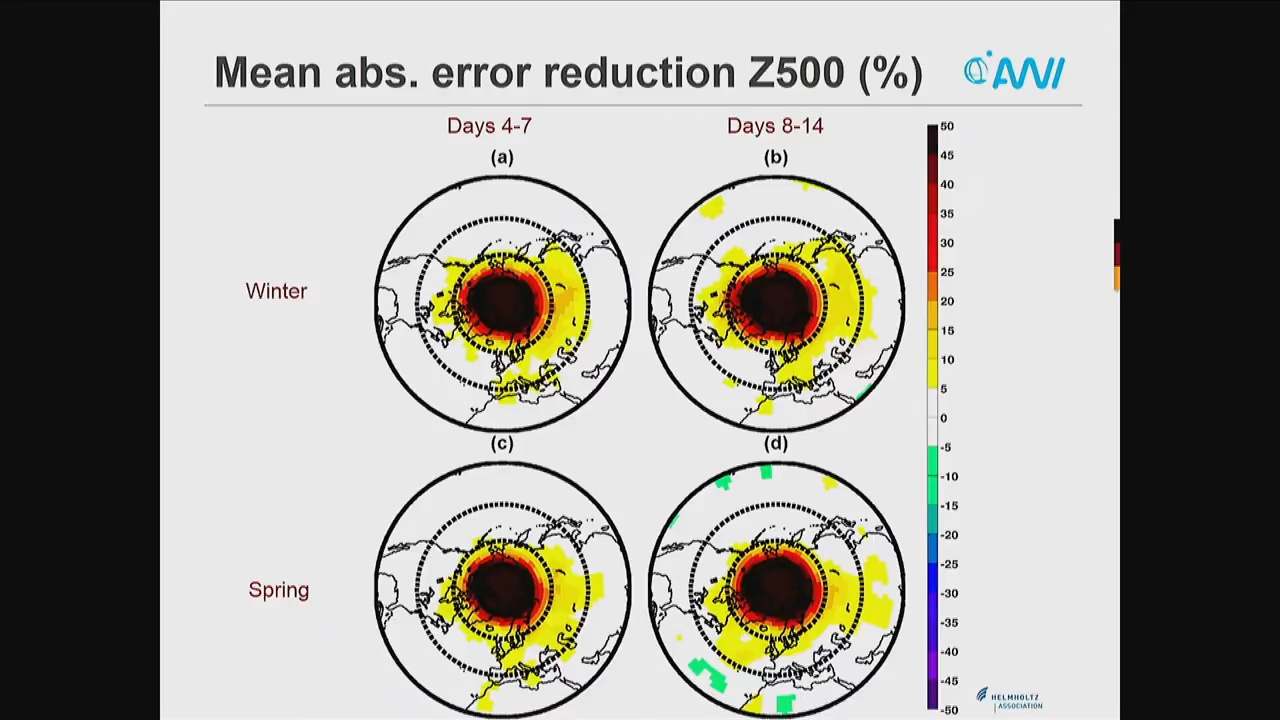 Mean abs. error reduction Z500 (%)
AWI
Days 4-7
Days 8-14
(a)
(b)
Winter
(c)
(d)
Spring
50
45
40
35
30
25
20
15
10
5
0
-5
-10
-15
-20
-25
-30
-35
-40
-45
-50
HELMHOLTZ
ASSOCIATION